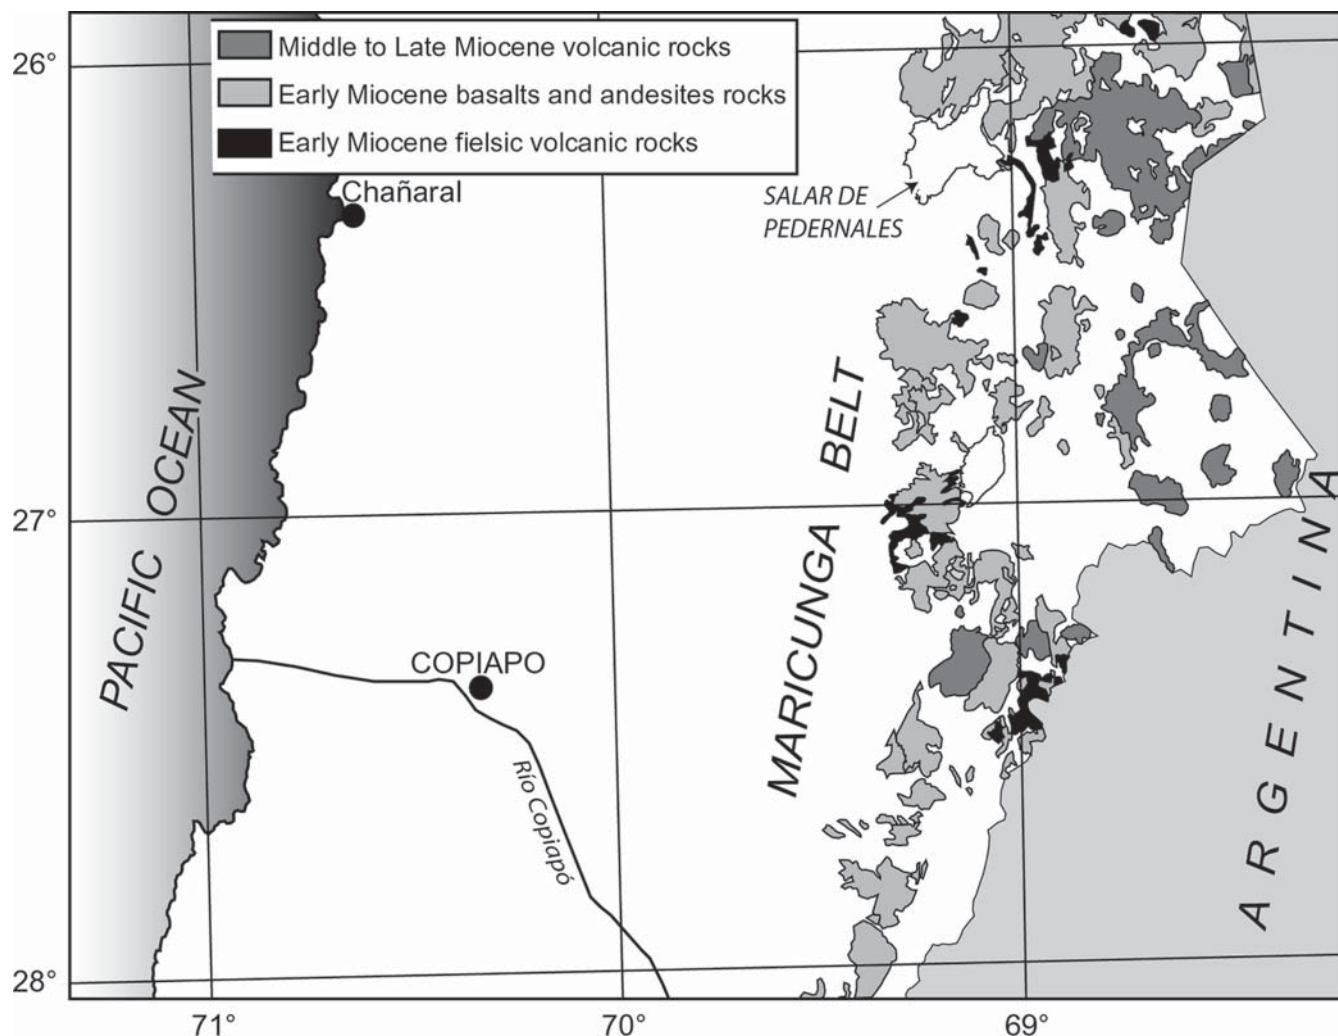 26°
Middle to Late Miocene volcanic rocks
Early Miocene basalts and andesites rocks
Early Miocene fielsic volcanic rocks
Chañaral
SALAR DE
PEDERNALES
PACIFIC OCEAN
MARICUNGA BELT
27°
ARGENTINA
COPIAPO
Río Copiapó
28°
71°
70°
69°